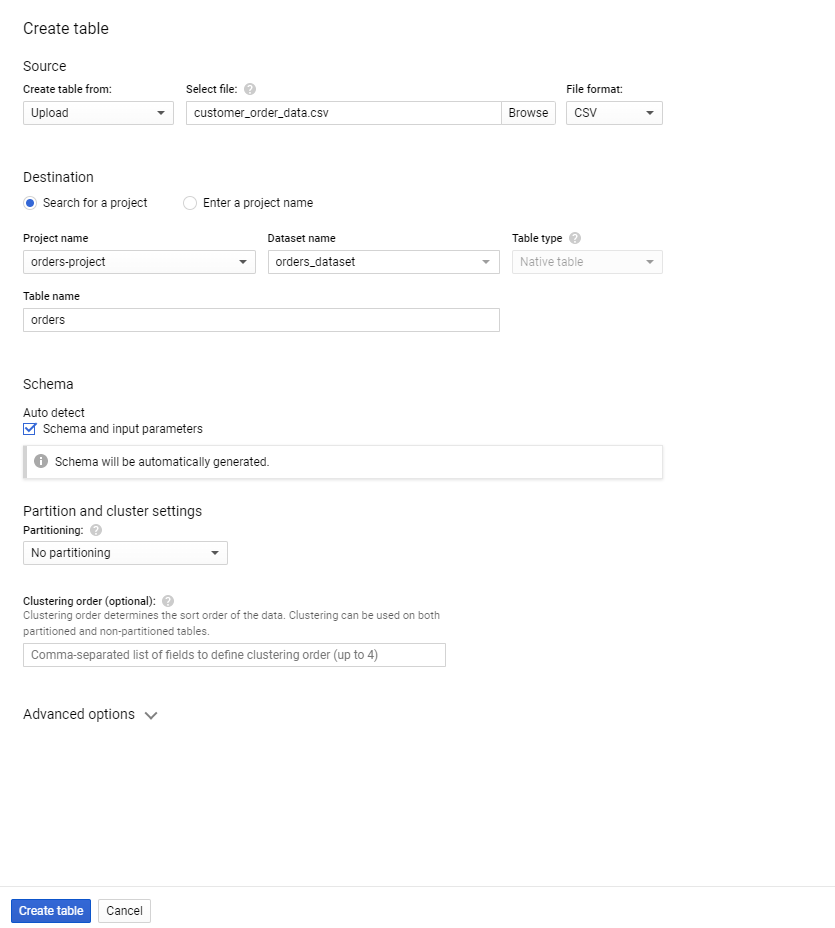 Create table
Source
Create table from: Select file: ? File format:
Upload customer_order_data.csv Browse CSV
Destination
Search for a project Enter a project name
Project name Dataset name Table type ?
orders-project orders_dataset Native table
Table name
orders
Schema
Auto detect
Schema and input parameters
i Schema will be automatically generated.
Partition and cluster settings
Partitioning: ?
No partitioning
Clustering order (optional): ?
Clustering order determines the sort order of the data. Clustering can be used on both
partitioned and non-partitioned tables.
Comma-separated list of fields to define clustering order (up to 4)
Advanced options
Create table Cancel